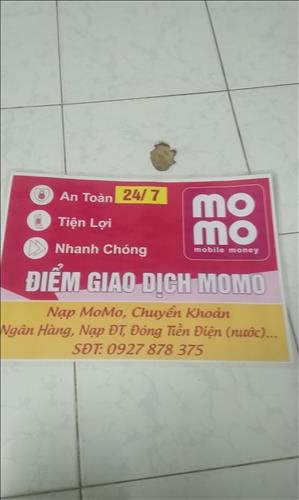 An Toàn 24/7
Tiện Lợi
Nhanh Chóng
mo
mo
mobile money
ĐIỂM GIAO DỊCH MOMO
Nạp MoMo, Chuyển Khoản
Ngân Hàng, Nạp ĐT, Đóng Tiền Điện (nước)...
SĐT: 0927 878 375